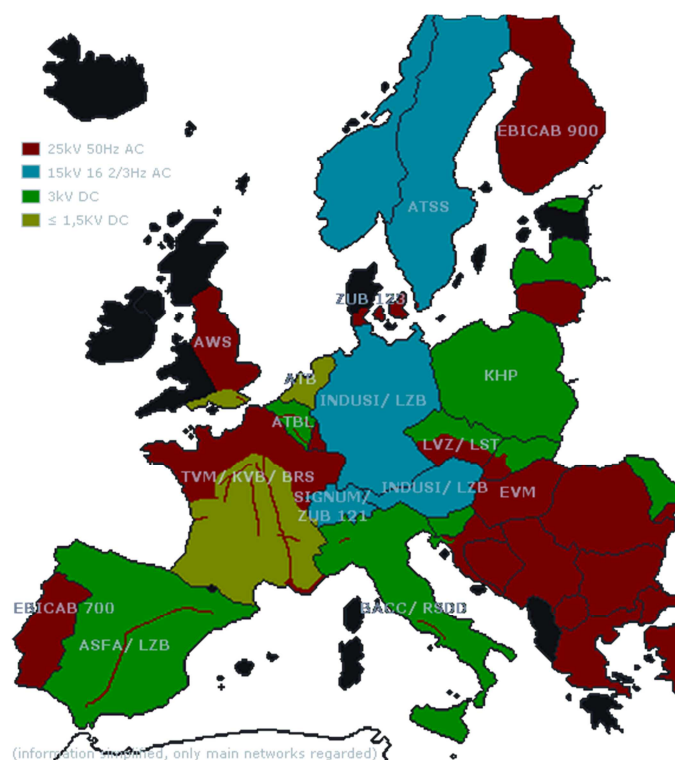 25kV 50Hz AC
15kV 16 2/3Hz AC
3kV DC
≤ 1,5KV DC
EBICAB 900
ATSS
ZUB 123
AWS
ATB
INDUSI/ LZB
KHP
ATBL
LVZ/ LST
TVM/ KVB/ BRS
SIGNUM/
ZUB 121
INDUSI/ LZB
EVM
EBICAB 700
ASFA/ LZB
BACC/ RSDD
(information simplified, only main networks regarded)